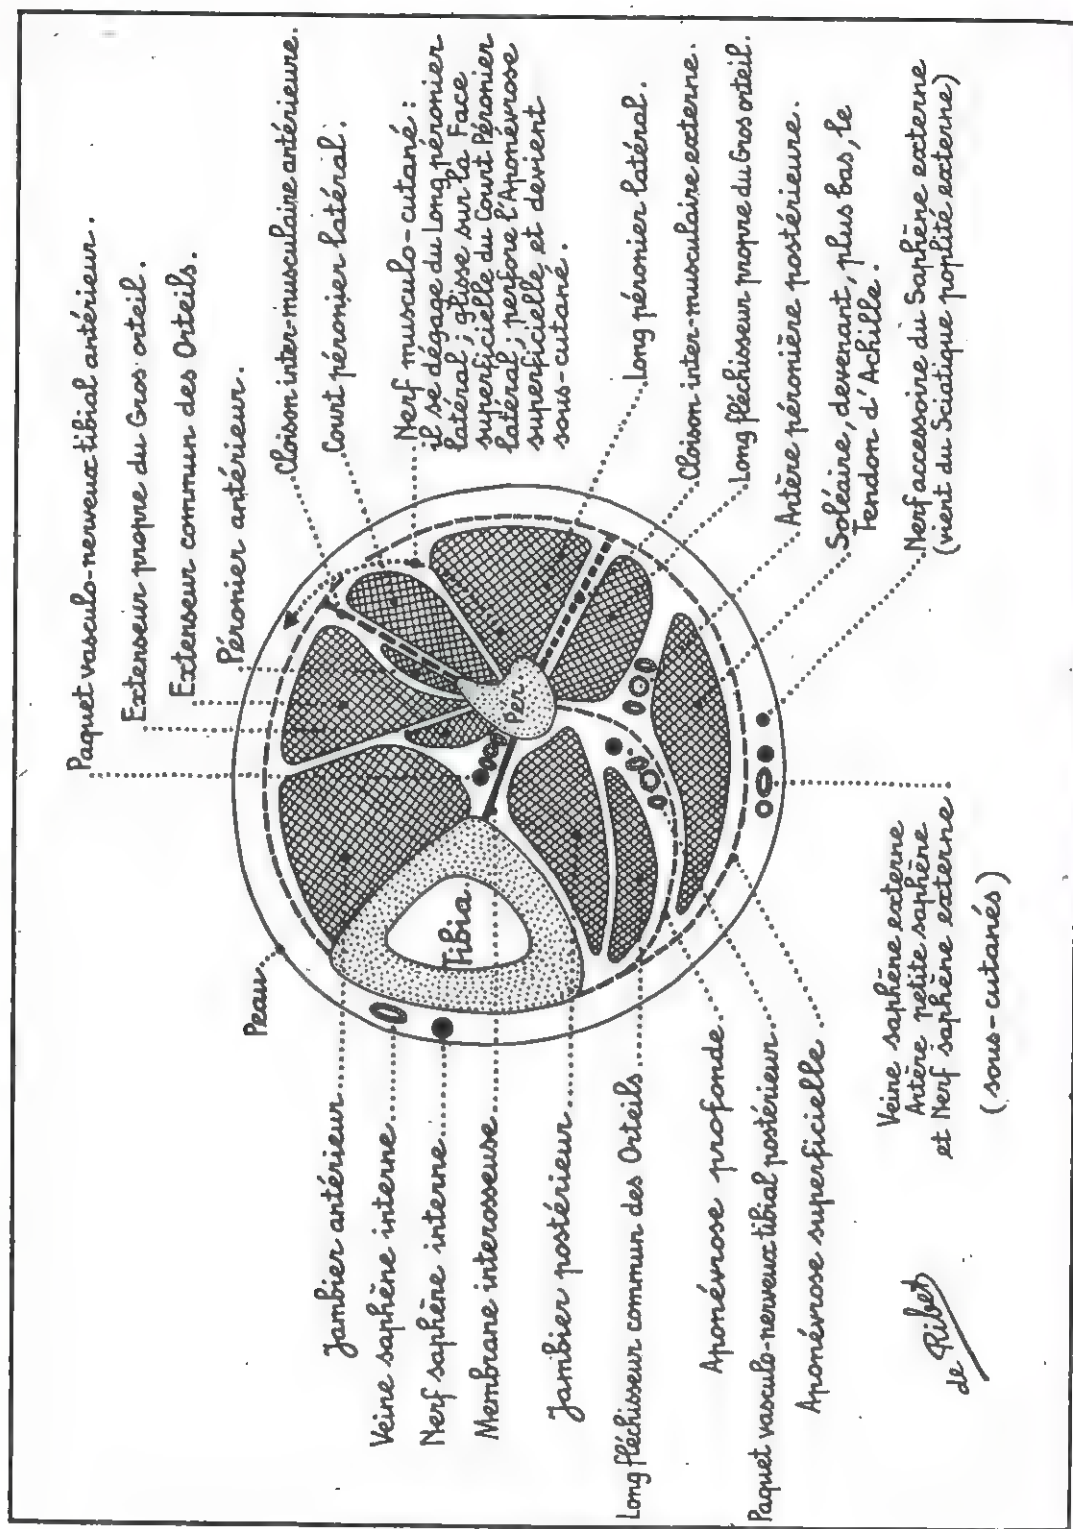 Paquet vasculo-nerveux tibial antérieur.
Extenseur propre du Gros orteil.
Extenseur commun des Orteils.
Péronier antérieur.
Cloison inter-musculaire antérieure.
Court péronier latéral.
Nerf musculo-cutané :
il se dégage du Long péronier
latéral ; glisse sur la Face
superficielle du Court Péronier
latéral ; perfore l'Aponévrose
superficielle, et devient
sous-cutané.
Long péronier latéral.
Cloison inter-musculaire externe.
Long fléchisseur propre du Gros orteil.
Artère péronière postérieure.
Soléaire, devenant, plus bas, le
Tendon d'Achille.
Nerf accessoire du Saphène externe
(vient du Sciatique poplité externe)
Peau
Tibia
Pér.
Jambier antérieur
Veine saphène interne
Nerf saphène interne
Membrane interosseuse
Jambier postérieur
Long fléchisseur commun des Orteils
Aponévrose profonde
Paquet vasculo-nerveux tibial postérieur
Aponévrose superficielle
Veine saphène externe
Artère petite saphène
et Nerf saphène externe
(sous-cutanés)
de Ribet